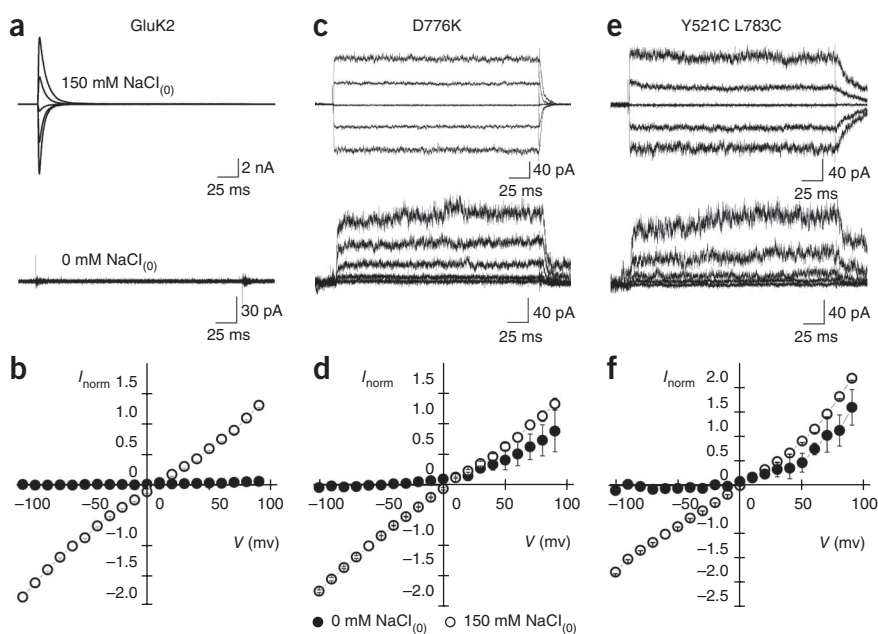 a
GluK2
150 mM NaCl(0)
2 nA
25 ms
0 mM NaCl(0)
30 pA
25 ms
c
D776K
40 pA
25 ms
40 pA
25 ms
e
Y521C L783C
40 pA
25 ms
40 pA
25 ms
b
Inorm
1.5
1.0
0.5
0
–100
–50
0
50
100
–0.5
–1.0
–1.5
–2.0
V (mv)
d
Inorm
1.5
1.0
0.5
0
–100
–50
0
50
100
–0.5
–1.0
–1.5
–2.0
V (mv)
f
Inorm
2.0
1.5
1.0
0.5
0
–100
–50
0
50
100
–0.5
–1.0
–1.5
–2.0
–2.5
V (mv)
0 mM NaCl(0)
150 mM NaCl(0)